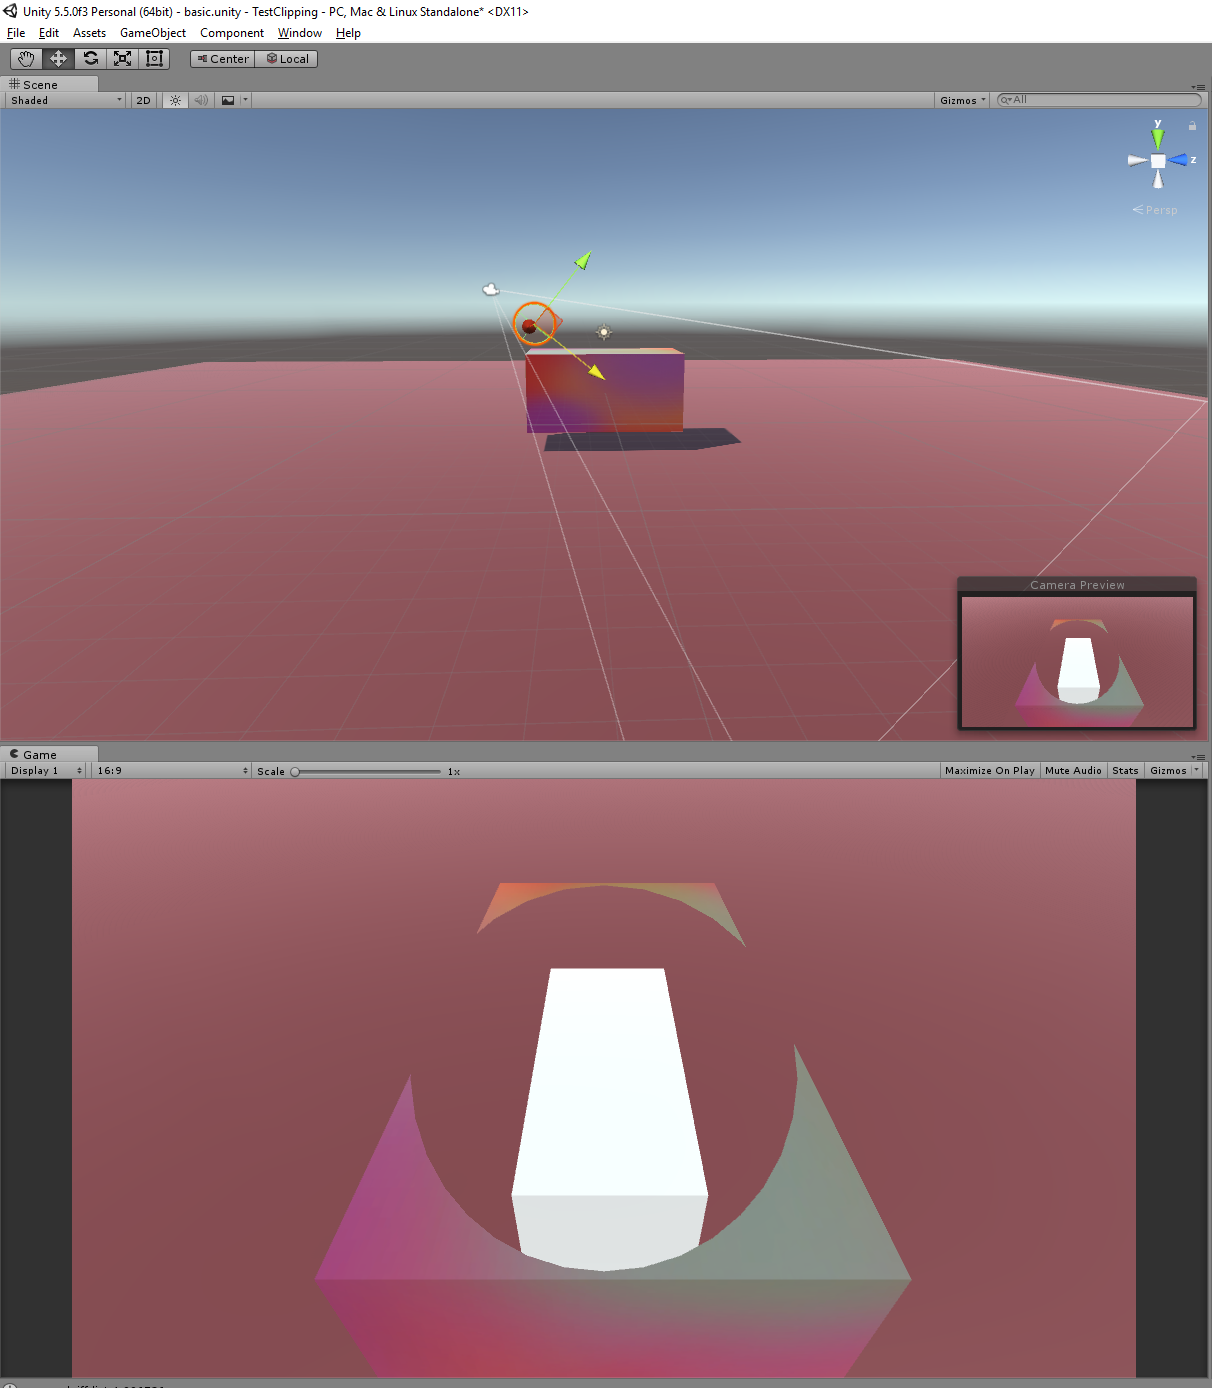 Unity 5.5.0f3 Personal (64bit) - basic.unity - TestClipping - PC, Mac & Linux Standalone* <DX11>
File Edit Assets GameObject Component Window Help
Center Local
Scene
Shaded 2D Gizmos All
y
z
Persp
Camera Preview
Game
Display 1 16:9 Scale 1x Maximize On Play Mute Audio Stats Gizmos